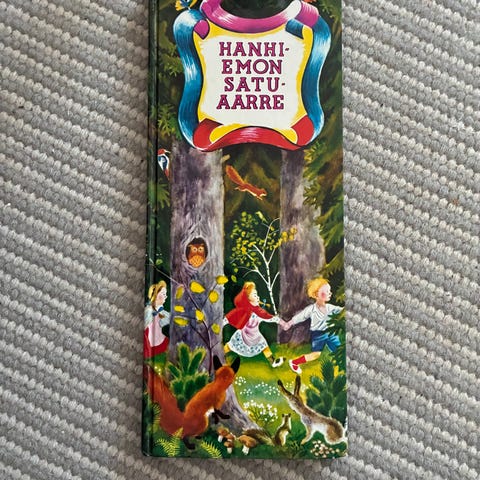 HANHI-
EMON
SATU-
AARRE